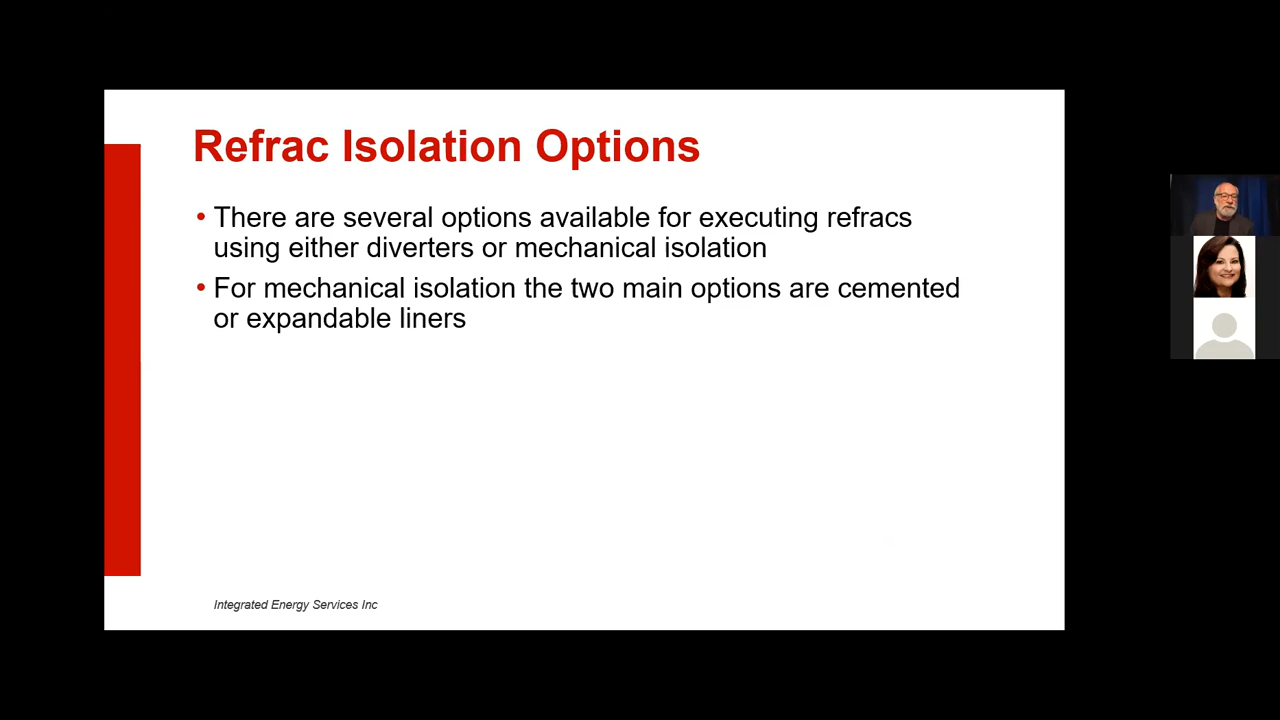 Refrac Isolation Options
• There are several options available for executing refracs
using either diverters or mechanical isolation
• For mechanical isolation the two main options are cemented
or expandable liners
Integrated Energy Services Inc